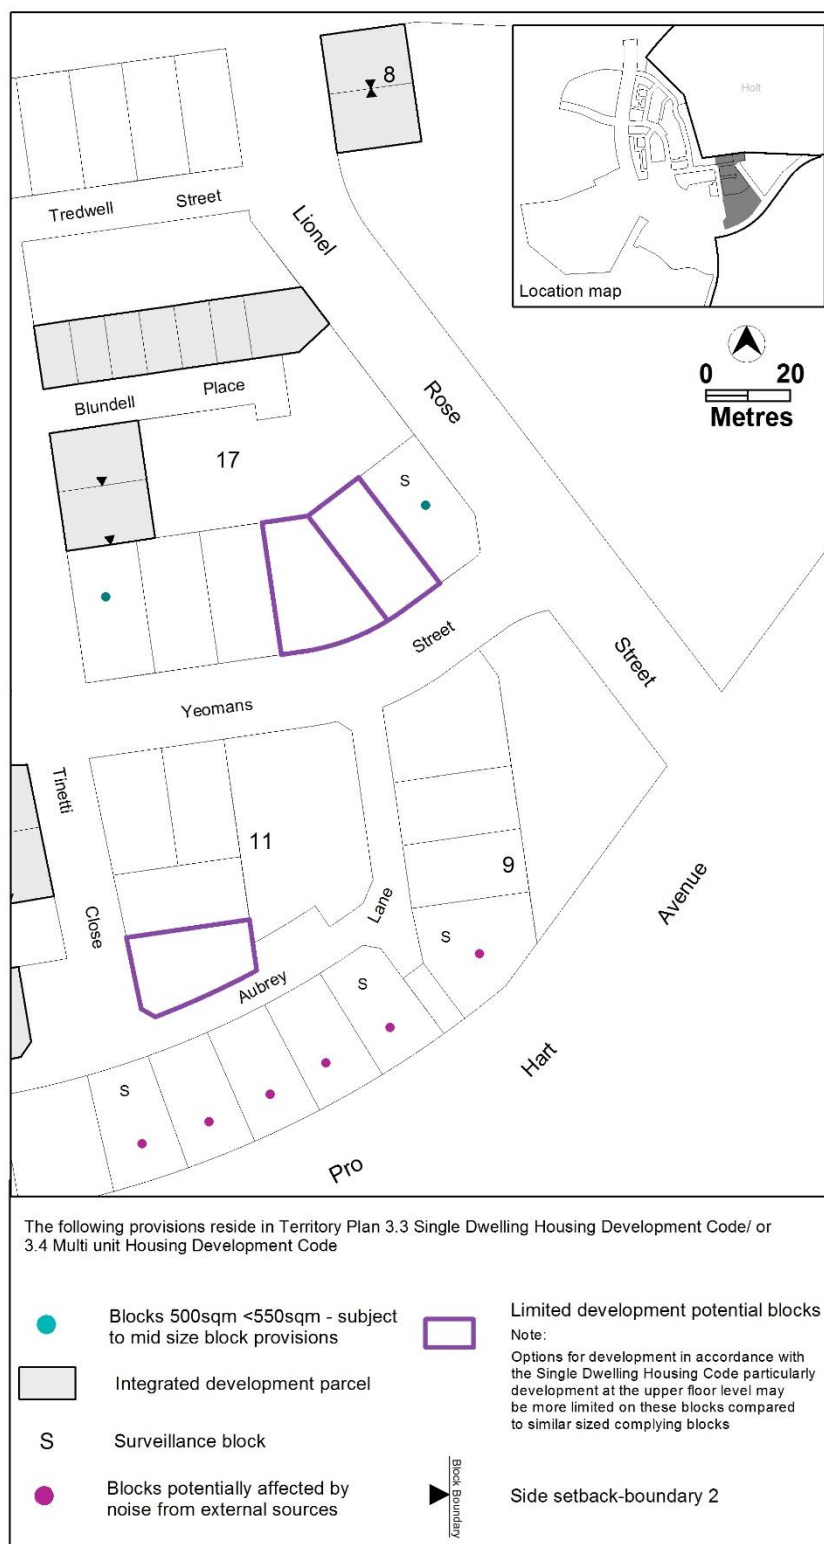 8
Holt
Location map
Tredwell Street
Lionel
Rose
Street
0 20
Metres
Blundell Place
17
S
Street
Yeomans
Tinetti
Close
11
9
Lane
Avenue
S
Aubrey
S
S
Hart
Pro
The following provisions reside in Territory Plan 3.3 Single Dwelling Housing Development Code/ or
3.4 Multi unit Housing Development Code
Blocks 500sqm <550sqm - subject
to mid size block provisions
Integrated development parcel
S Surveillance block
Blocks potentially affected by
noise from external sources
Limited development potential blocks
Note:
Options for development in accordance with
the Single Dwelling Housing Code particularly
development at the upper floor level may
be more limited on these blocks compared
to similar sized complying blocks
Block Boundary
Side setback-boundary 2